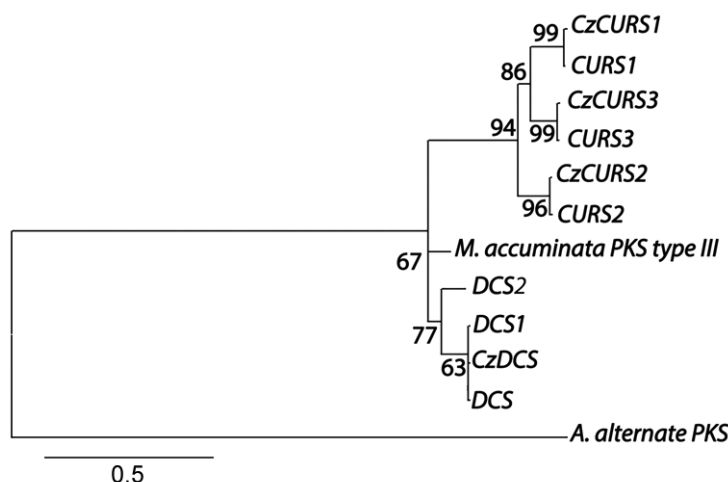 99
CzCURS1
CURS1
86
CzCURS3
99
CURS3
94
CzCURS2
96
CURS2
M. accuminata PKS type III
67
DCS2
77
DCS1
63
CzDCS
DCS
A. alternate PKS
0.5